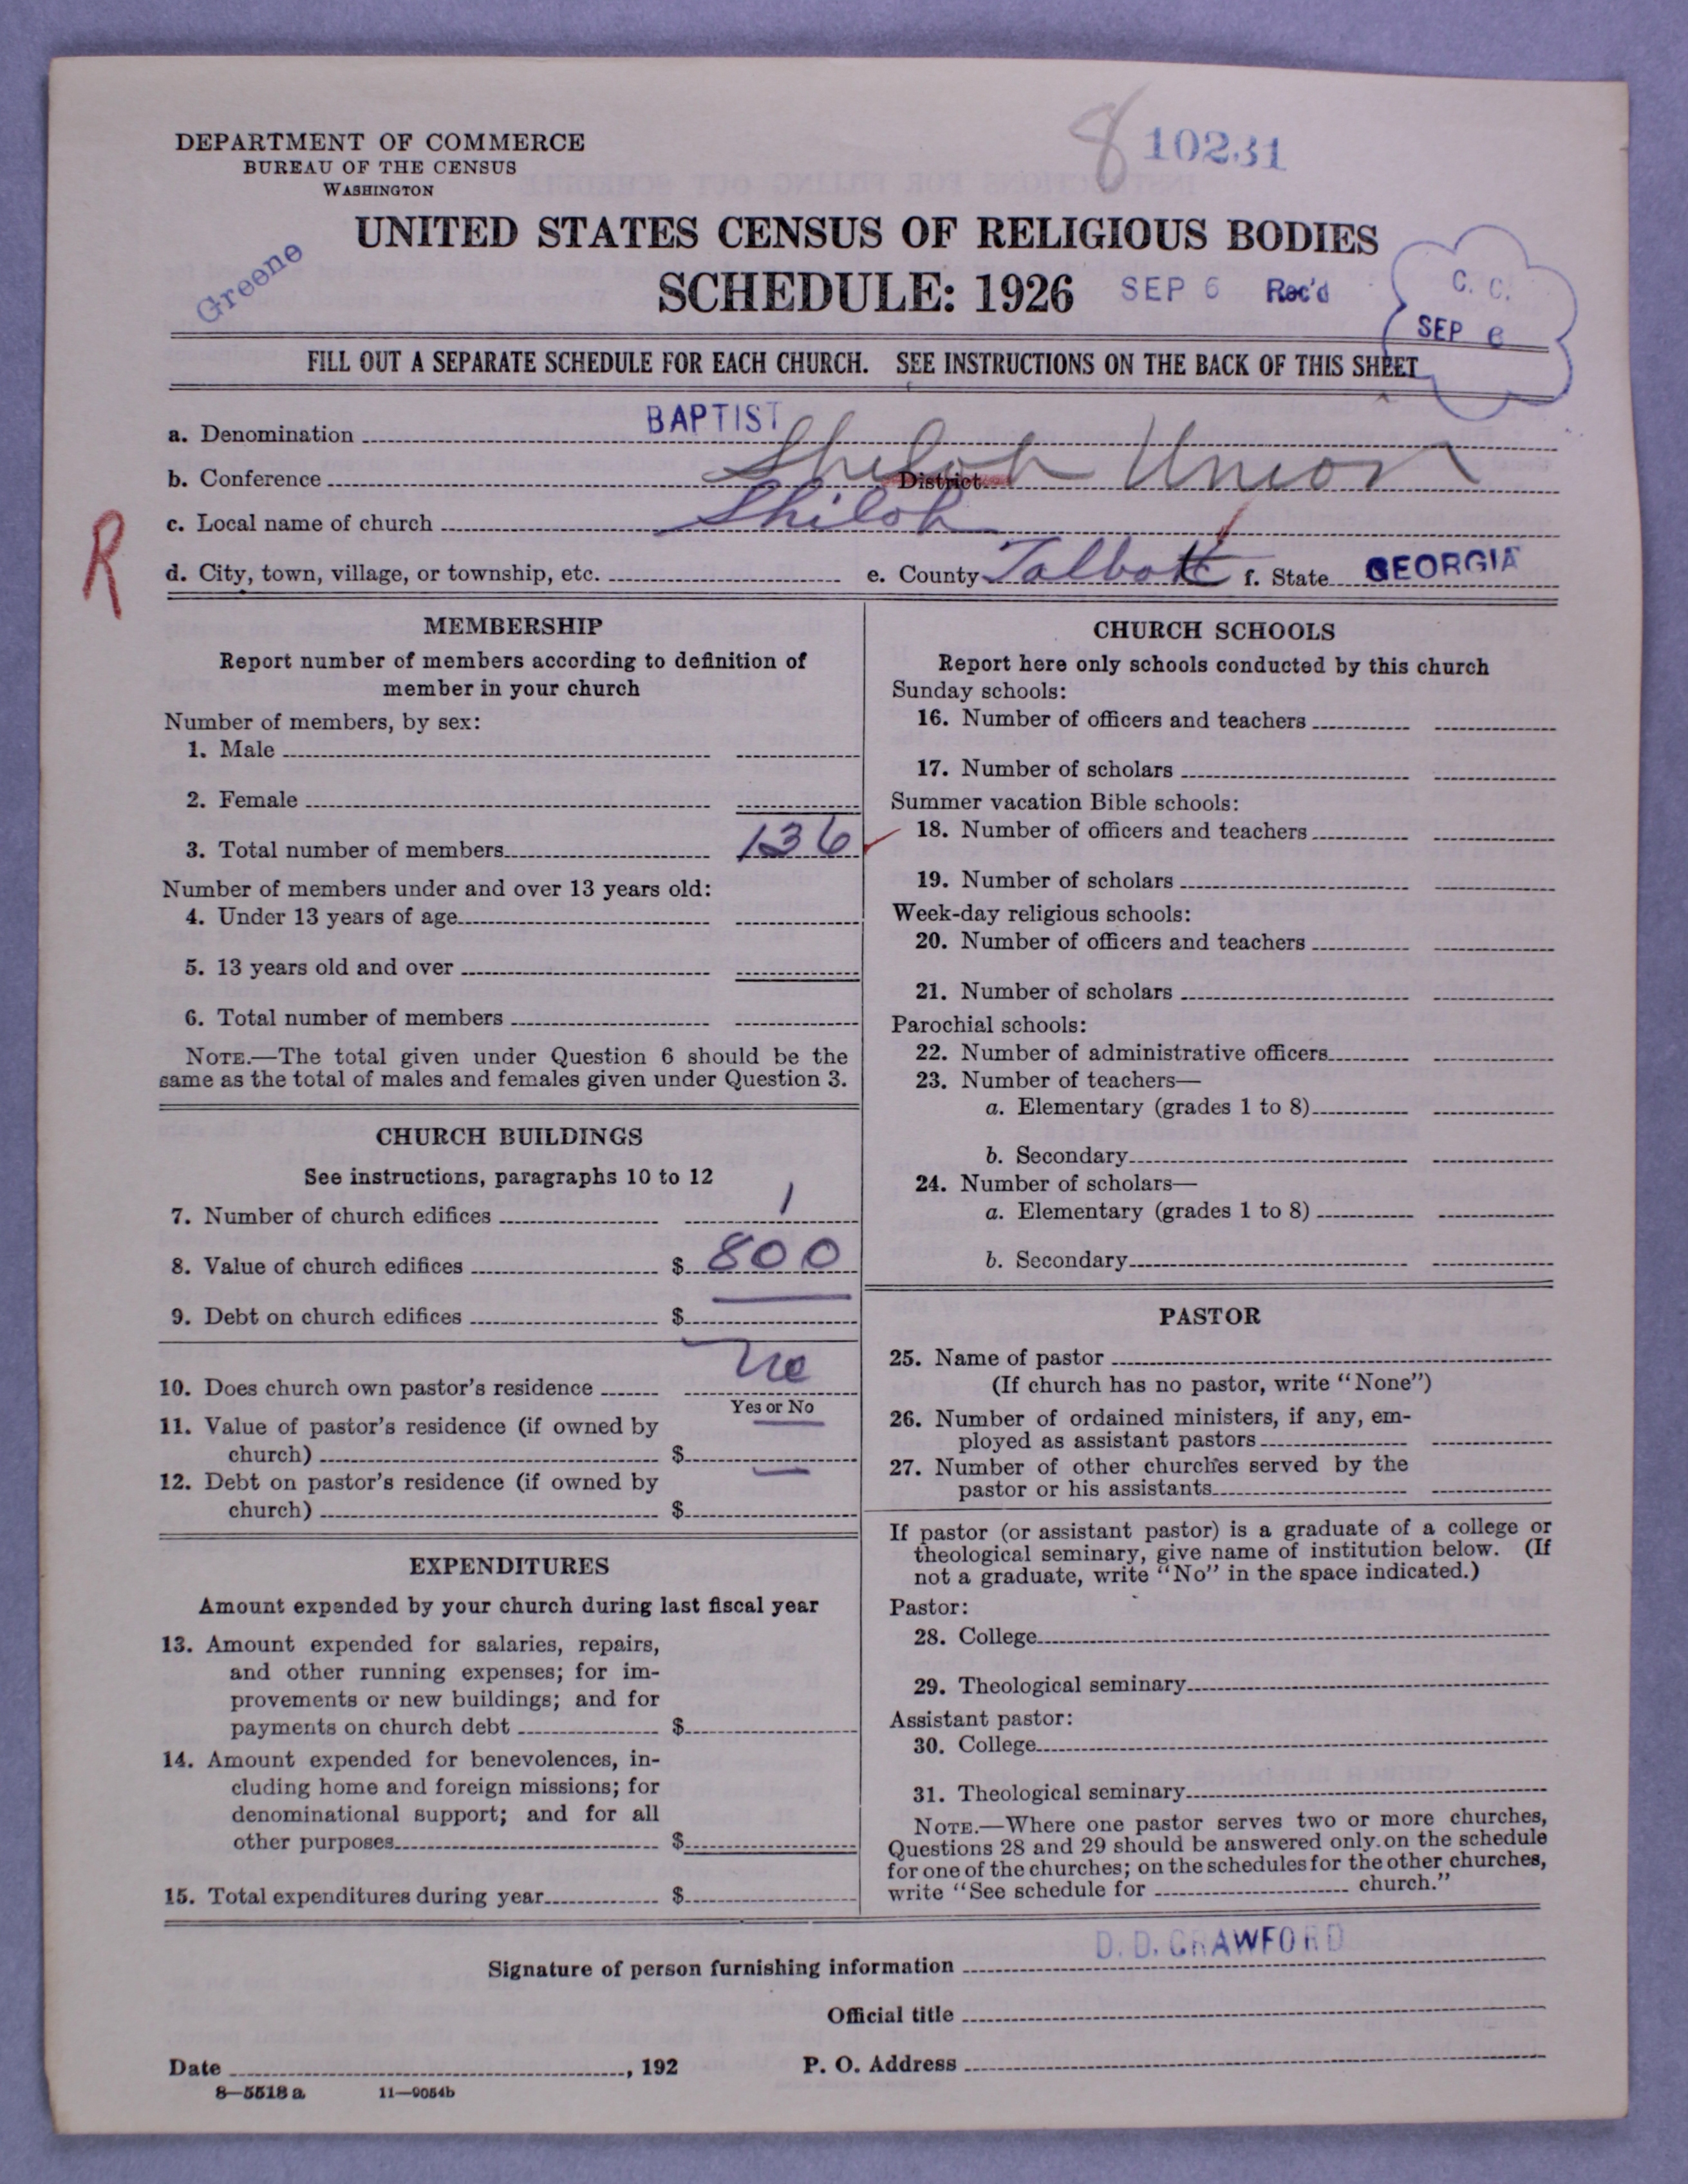 8 10231
DEPARTMENT OF COMMERCE
BUREAU OF THE CENSUS
WASHINGTON
UNITED STATES CENSUS OF RELIGIOUS BODIES
Greene
SCHEDULE: 1926 SEP 6 Rec'd
C. C.
SEP 6
FILL OUT A SEPARATE SCHEDULE FOR EACH CHURCH. SEE INSTRUCTIONS ON THE BACK OF THIS SHEET
a. Denomination BAPTIST
b. Conference Shiloh District Union
c. Local name of church Shiloh
R
d. City, town, village, or township, etc. e. County Talbott f. State GEORGIA
MEMBERSHIP
Report number of members according to definition of
member in your church
Number of members, by sex:
1. Male
2. Female
3. Total number of members 136
Number of members under and over 13 years old:
4. Under 13 years of age
5. 13 years old and over
6. Total number of members
NOTE.—The total given under Question 6 should be the
same as the total of males and females given under Question 3.
CHURCH BUILDINGS
See instructions, paragraphs 10 to 12
7. Number of church edifices 1
8. Value of church edifices $ 800
9. Debt on church edifices $
10. Does church own pastor's residence No
Yes or No
11. Value of pastor's residence (if owned by
church) $
12. Debt on pastor's residence (if owned by
church) $
EXPENDITURES
Amount expended by your church during last fiscal year
13. Amount expended for salaries, repairs,
and other running expenses; for im-
provements or new buildings; and for
payments on church debt $
14. Amount expended for benevolences, in-
cluding home and foreign missions; for
denominational support; and for all
other purposes $
15. Total expenditures during year $
CHURCH SCHOOLS
Report here only schools conducted by this church
Sunday schools:
16. Number of officers and teachers
17. Number of scholars
Summer vacation Bible schools:
18. Number of officers and teachers
19. Number of scholars
Week-day religious schools:
20. Number of officers and teachers
21. Number of scholars
Parochial schools:
22. Number of administrative officers
23. Number of teachers—
a. Elementary (grades 1 to 8)
b. Secondary
24. Number of scholars—
a. Elementary (grades 1 to 8)
b. Secondary
PASTOR
25. Name of pastor
(If church has no pastor, write "None")
26. Number of ordained ministers, if any, em-
ployed as assistant pastors
27. Number of other churches served by the
pastor or his assistants
If pastor (or assistant pastor) is a graduate of a college or
theological seminary, give name of institution below. (If
not a graduate, write "No" in the space indicated.)
Pastor:
28. College
29. Theological seminary
Assistant pastor:
30. College
31. Theological seminary
NOTE.—Where one pastor serves two or more churches,
Questions 28 and 29 should be answered only on the schedule
for one of the churches; on the schedules for the other churches,
write "See schedule for church."
Signature of person furnishing information D. D. CRAWFORD
Official title
Date , 192 P. O. Address
8—5518a 11—9054b